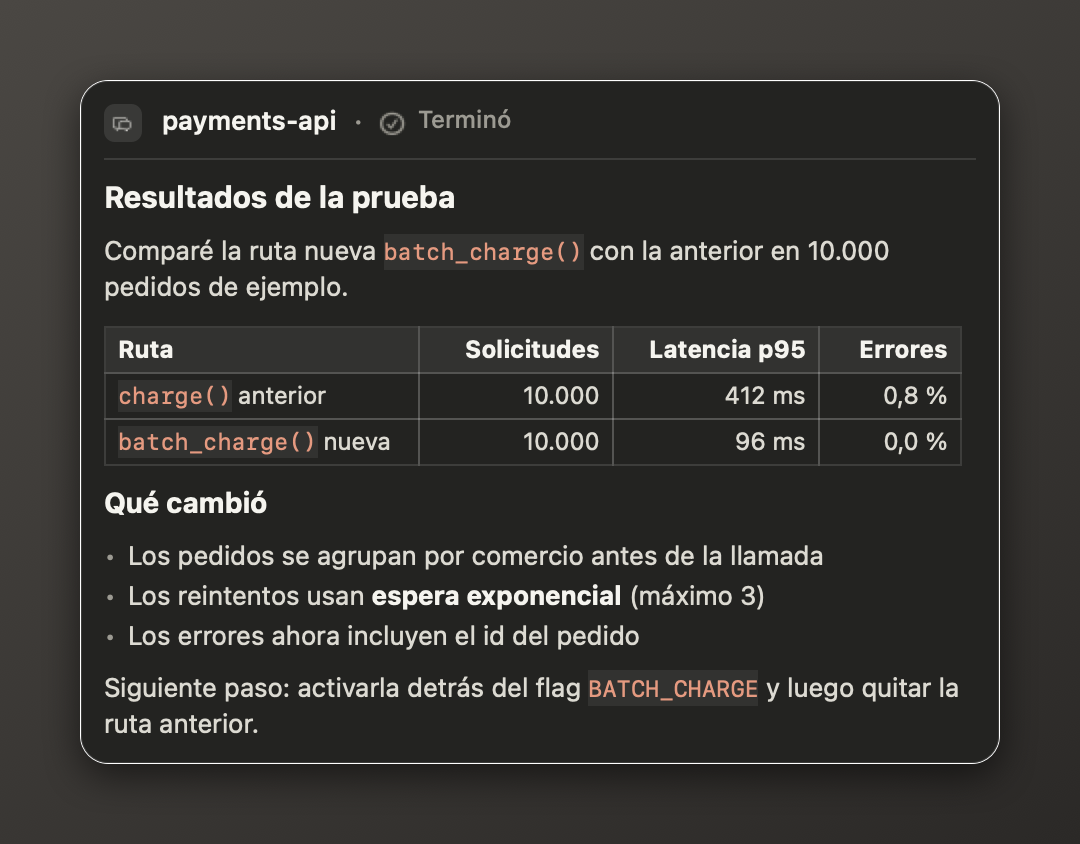 payments-api · Terminó
Resultados de la prueba
Comparé la ruta nueva batch_charge() con la anterior en 10.000
pedidos de ejemplo.
Ruta Solicitudes Latencia p95 Errores
charge() anterior 10.000 412 ms 0,8 %
batch_charge() nueva 10.000 96 ms 0,0 %
Qué cambió
• Los pedidos se agrupan por comercio antes de la llamada
• Los reintentos usan espera exponencial (máximo 3)
• Los errores ahora incluyen el id del pedido
Siguiente paso: activarla detrás del flag BATCH_CHARGE y luego quitar la
ruta anterior.